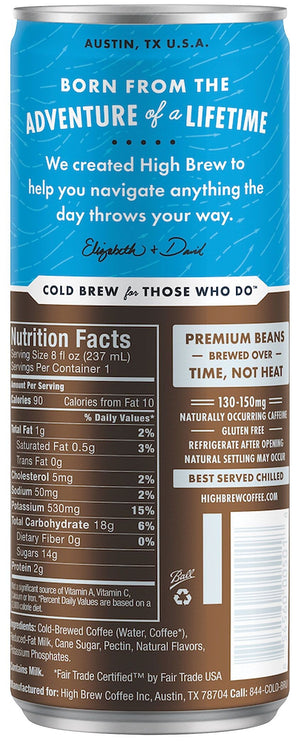 AUSTIN, TX U.S.A.
BORN FROM THE
ADVENTURE of a LIFETIME
We created High Brew to
help you navigate anything the
day throws your way.
Elizabeth + David
COLD BREW for THOSE WHO DO™
Nutrition Facts
Serving Size 8 fl oz (237 mL)
Servings Per Container 1
Amount Per Serving
Calories 90 Calories from Fat 10
% Daily Values*
Total Fat 1g 2%
Saturated Fat 0.5g 3%
Trans Fat 0g
Cholesterol 5mg 2%
Sodium 50mg 2%
Potassium 530mg 15%
Total Carbohydrate 18g 6%
Dietary Fiber 0g 0%
Sugars 14g
Protein 2g
a significant source of Vitamin A, Vitamin C,
or Iron. *Percent Daily Values are based on a
calorie diet.
Ingredients: Cold-Brewed Coffee (Water, Coffee*),
Milk, Cane Sugar, Pectin, Natural Flavors,
Potassium Phosphates.
Contains Milk. *Fair Trade Certified™ by Fair Trade USA
Manufactured for: High Brew Coffee Inc, Austin, TX 78704 Call: 844-COLD-
PREMIUM BEANS
BREWED OVER
TIME, NOT HEAT
130-150mg
NATURALLY OCCURRING CAFFEINE
GLUTEN FREE
REFRIGERATE AFTER OPENING
NATURAL SETTLING MAY OCCUR
BEST SERVED CHILLED
HIGHBREWCOFFEE.COM
Ball